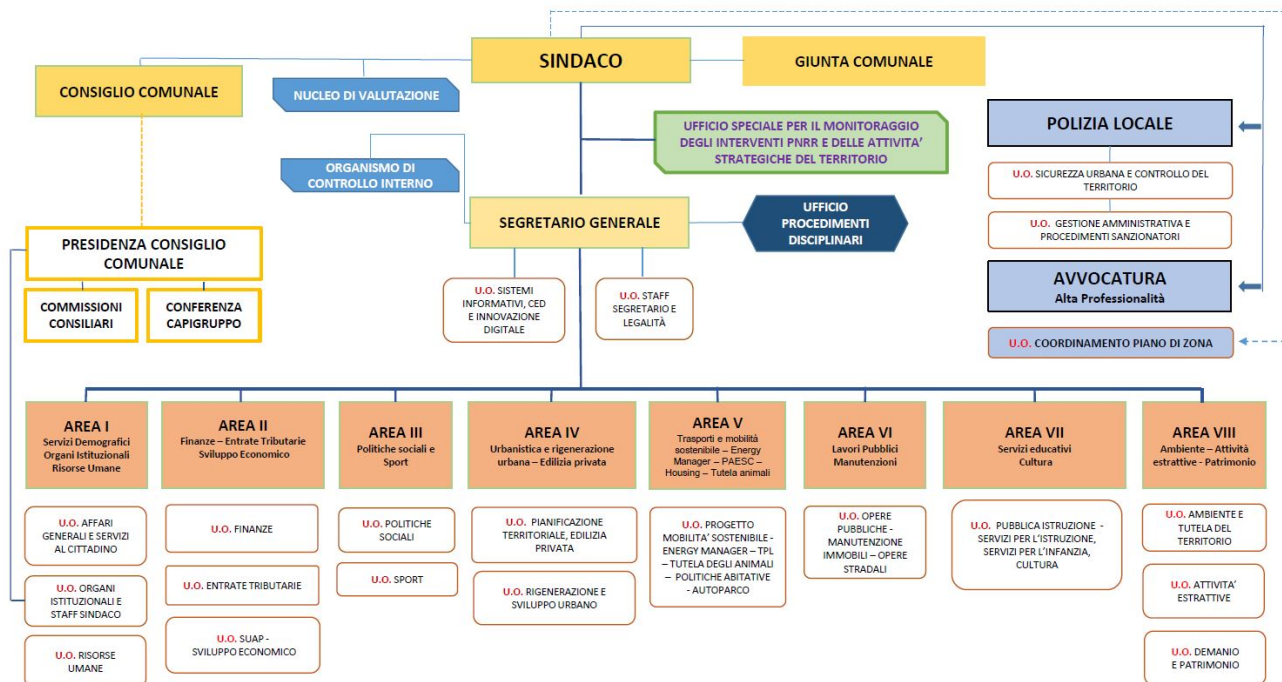 SINDACO
GIUNTA COMUNALE
CONSIGLIO COMUNALE
NUCLEO DI VALUTAZIONE
UFFICIO SPECIALE PER IL MONITORAGGIO
DEGLI INTERVENTI PNRR E DELLE ATTIVITA'
STRATEGICHE DEL TERRITORIO
POLIZIA LOCALE
ORGANISMO DI
CONTROLLO INTERNO
U.O. SICUREZZA URBANA E CONTROLLO DEL
TERRITORIO
SEGRETARIO GENERALE
UFFICIO
PROCEDIMENTI
DISCIPLINARI
U.O. GESTIONE AMMINISTRATIVA E
PROCEDIMENTI SANZIONATORI
PRESIDENZA CONSIGLIO
COMUNALE
AVVOCATURA
Alta Professionalità
COMMISSIONI
CONSILIARI
CONFERENZA
CAPIGRUPPO
U.O. SISTEMI
INFORMATIVI, CED
E INNOVAZIONE
DIGITALE
U.O. STAFF
SEGRETARIO E
LEGALITÀ
U.O. COORDINAMENTO PIANO DI ZONA
AREA I
Servizi Demografici
Organi Istituzionali
Risorse Umane
AREA II
Finanze – Entrate Tributarie
Sviluppo Economico
AREA III
Politiche sociali e
Sport
AREA IV
Urbanistica e rigenerazione
urbana – Edilizia privata
AREA V
Trasporti e mobilità
sostenibile – Energy
Manager – PAESC –
Housing – Tutela animali
AREA VI
Lavori Pubblici
Manutenzioni
AREA VII
Servizi educativi
Cultura
AREA VIII
Ambiente – Attività
estrattive - Patrimonio
U.O. AFFARI
GENERALI E SERVIZI
AL CITTADINO
U.O. ORGANI
ISTITUZIONALI E
STAFF SINDACO
U.O. RISORSE
UMANE
U.O. FINANZE
U.O. ENTRATE TRIBUTARIE
U.O. SUAP -
SVILUPPO ECONOMICO
U.O. POLITICHE
SOCIALI
U.O. SPORT
U.O. PIANIFICAZIONE
TERRITORIALE, EDILIZIA
PRIVATA
U.O. RIGENERAZIONE E
SVILUPPO URBANO
U.O. PROGETTO
MOBILITA' SOSTENIBILE -
ENERGY MANAGER – TPL
– TUTELA DEGLI ANIMALI
– POLITICHE ABITATIVE
- AUTOPARCO
U.O. OPERE
PUBBLICHE -
MANUTENZIONE
IMMOBILI – OPERE
STRADALI
U.O. PUBBLICA ISTRUZIONE -
SERVIZI PER L'ISTRUZIONE,
SERVIZI PER L'INFANZIA,
CULTURA
U.O. AMBIENTE E
TUTELA DEL
TERRITORIO
U.O. ATTIVITA'
ESTRATTIVE
U.O. DEMANIO
E PATRIMONIO